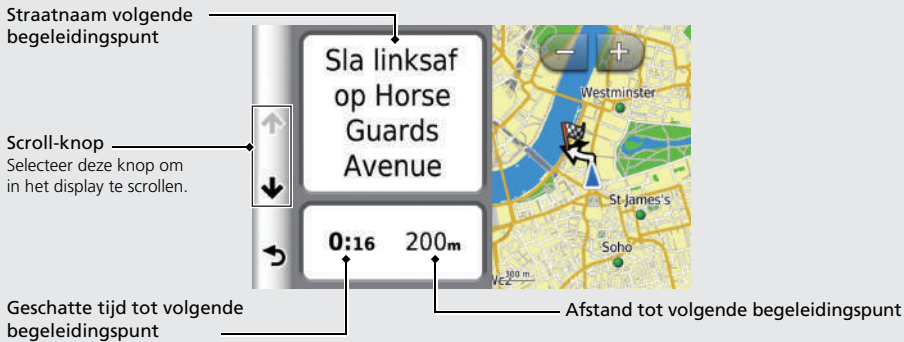 Straatnaam volgende
begeleidingspunt
Sla linksaf
op Horse
Guards
Avenue
Westminster
Scroll-knop
Selecteer deze knop om
in het display te scrollen.
St James's
0:16 200m
Soho
300 m
Geschatte tijd tot volgende
begeleidingspunt
Afstand tot volgende begeleidingspunt